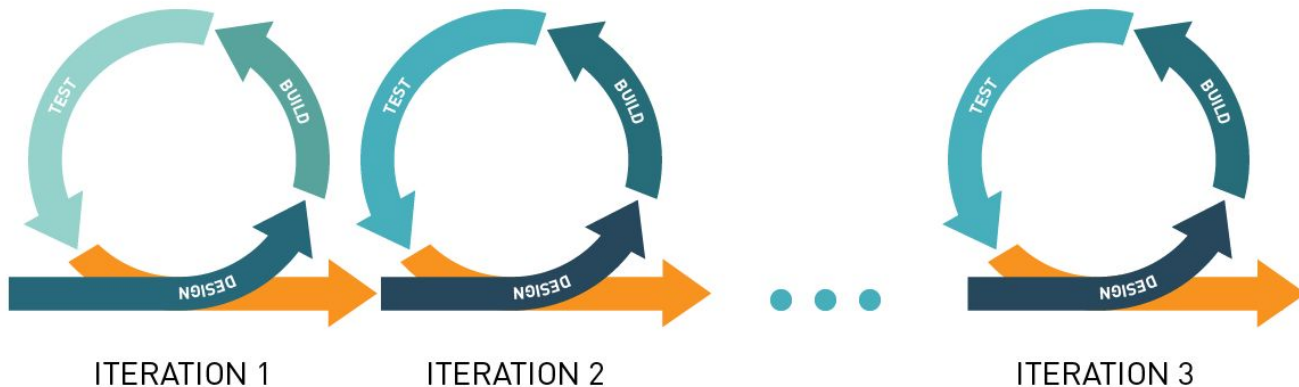 TEST
BUILD
DESIGN
ITERATION 1
TEST
BUILD
DESIGN
ITERATION 2
TEST
BUILD
DESIGN
ITERATION 3